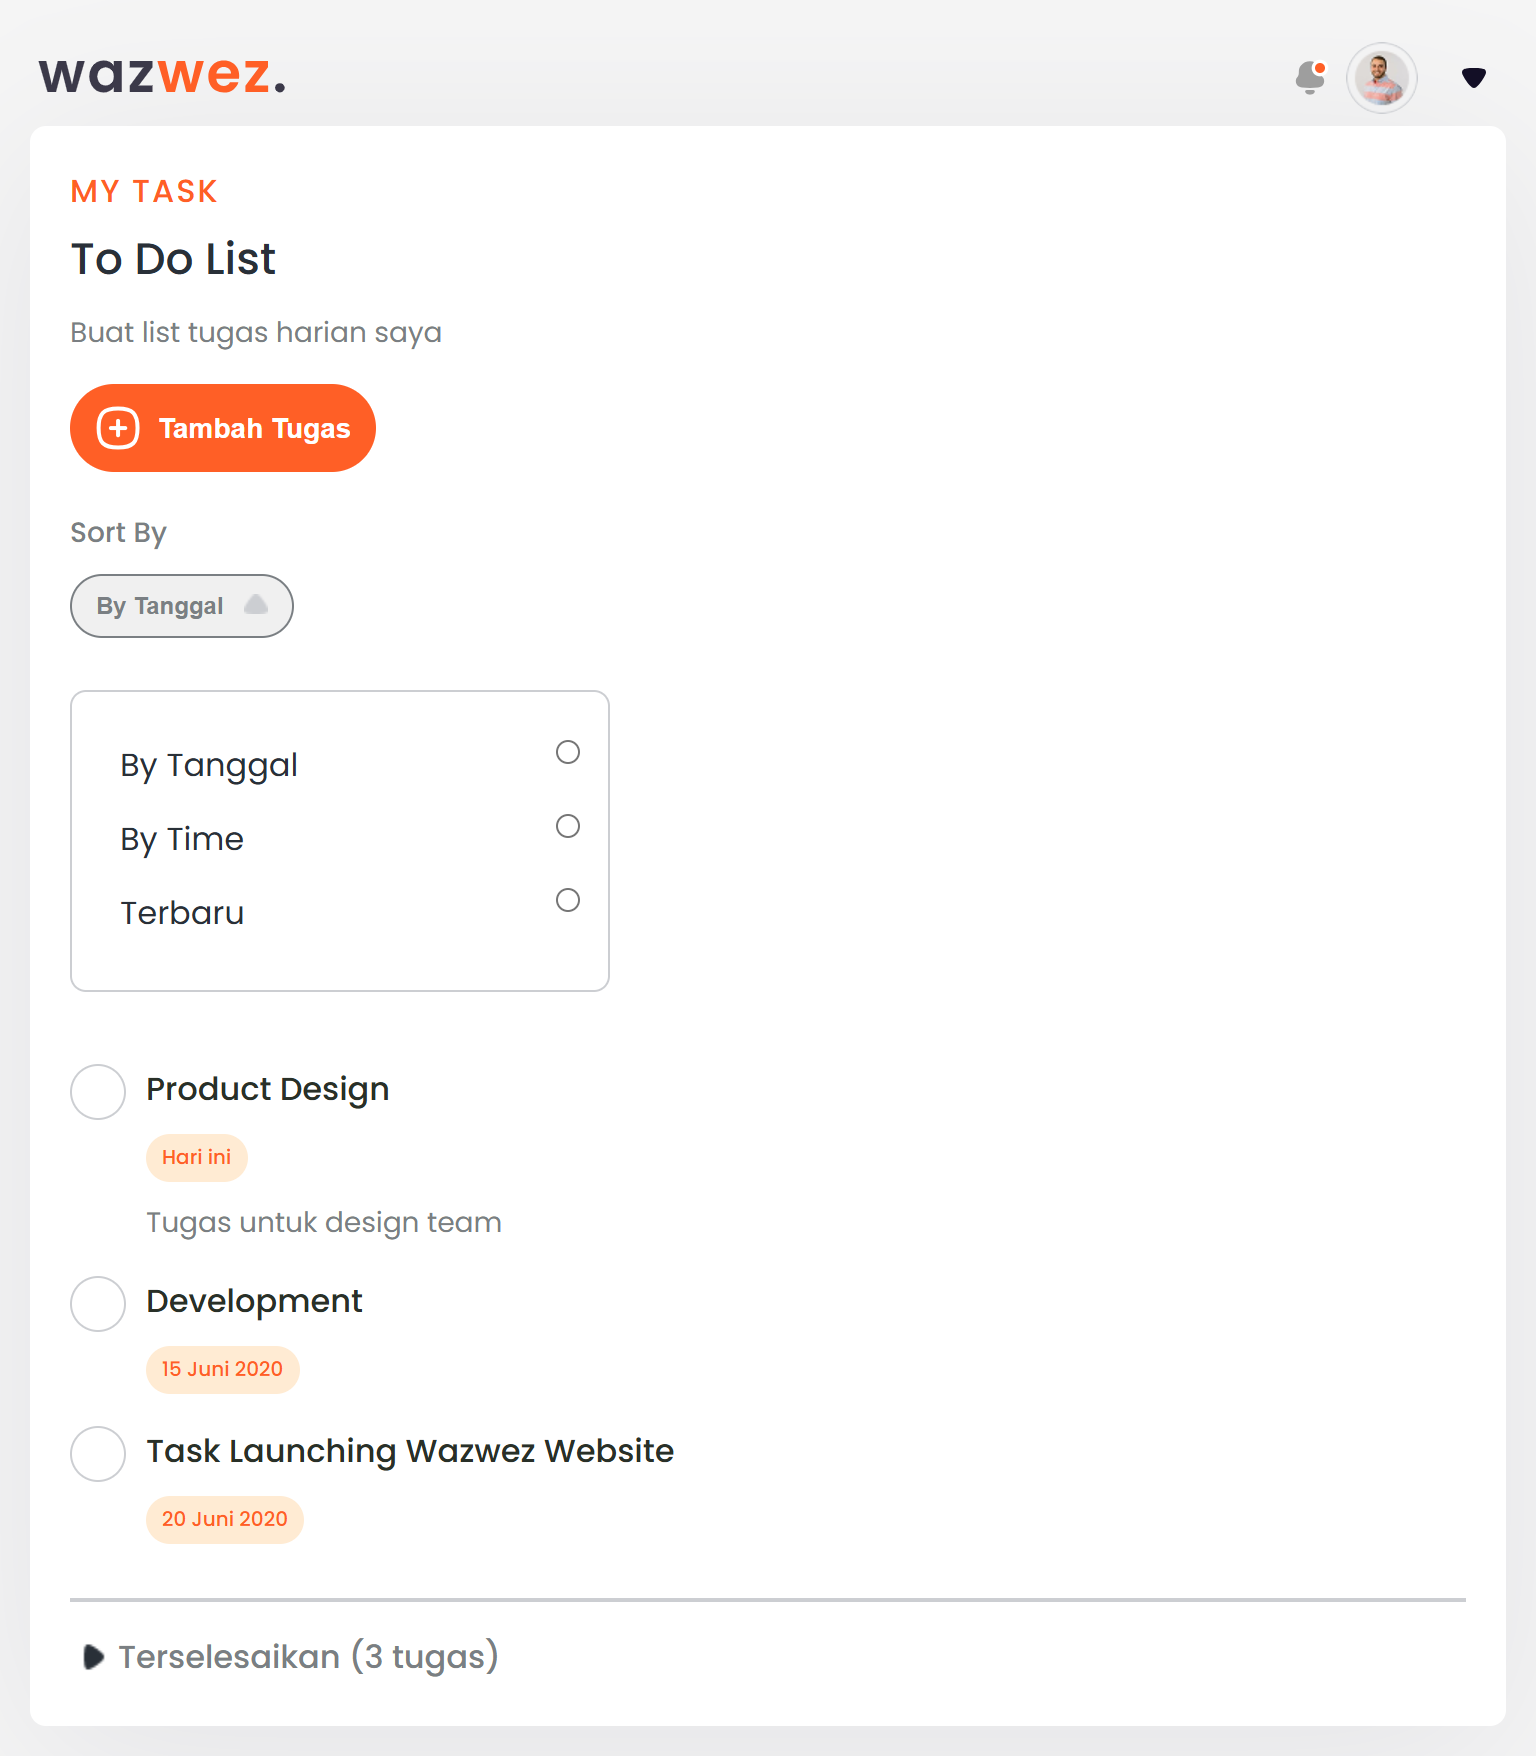 wazwez.
MY TASK
To Do List
Buat list tugas harian saya
Tambah Tugas
Sort By
By Tanggal
By Tanggal
By Time
Terbaru
Product Design
Hari ini
Tugas untuk design team
Development
15 Juni 2020
Task Launching Wazwez Website
20 Juni 2020
Terselesaikan (3 tugas)